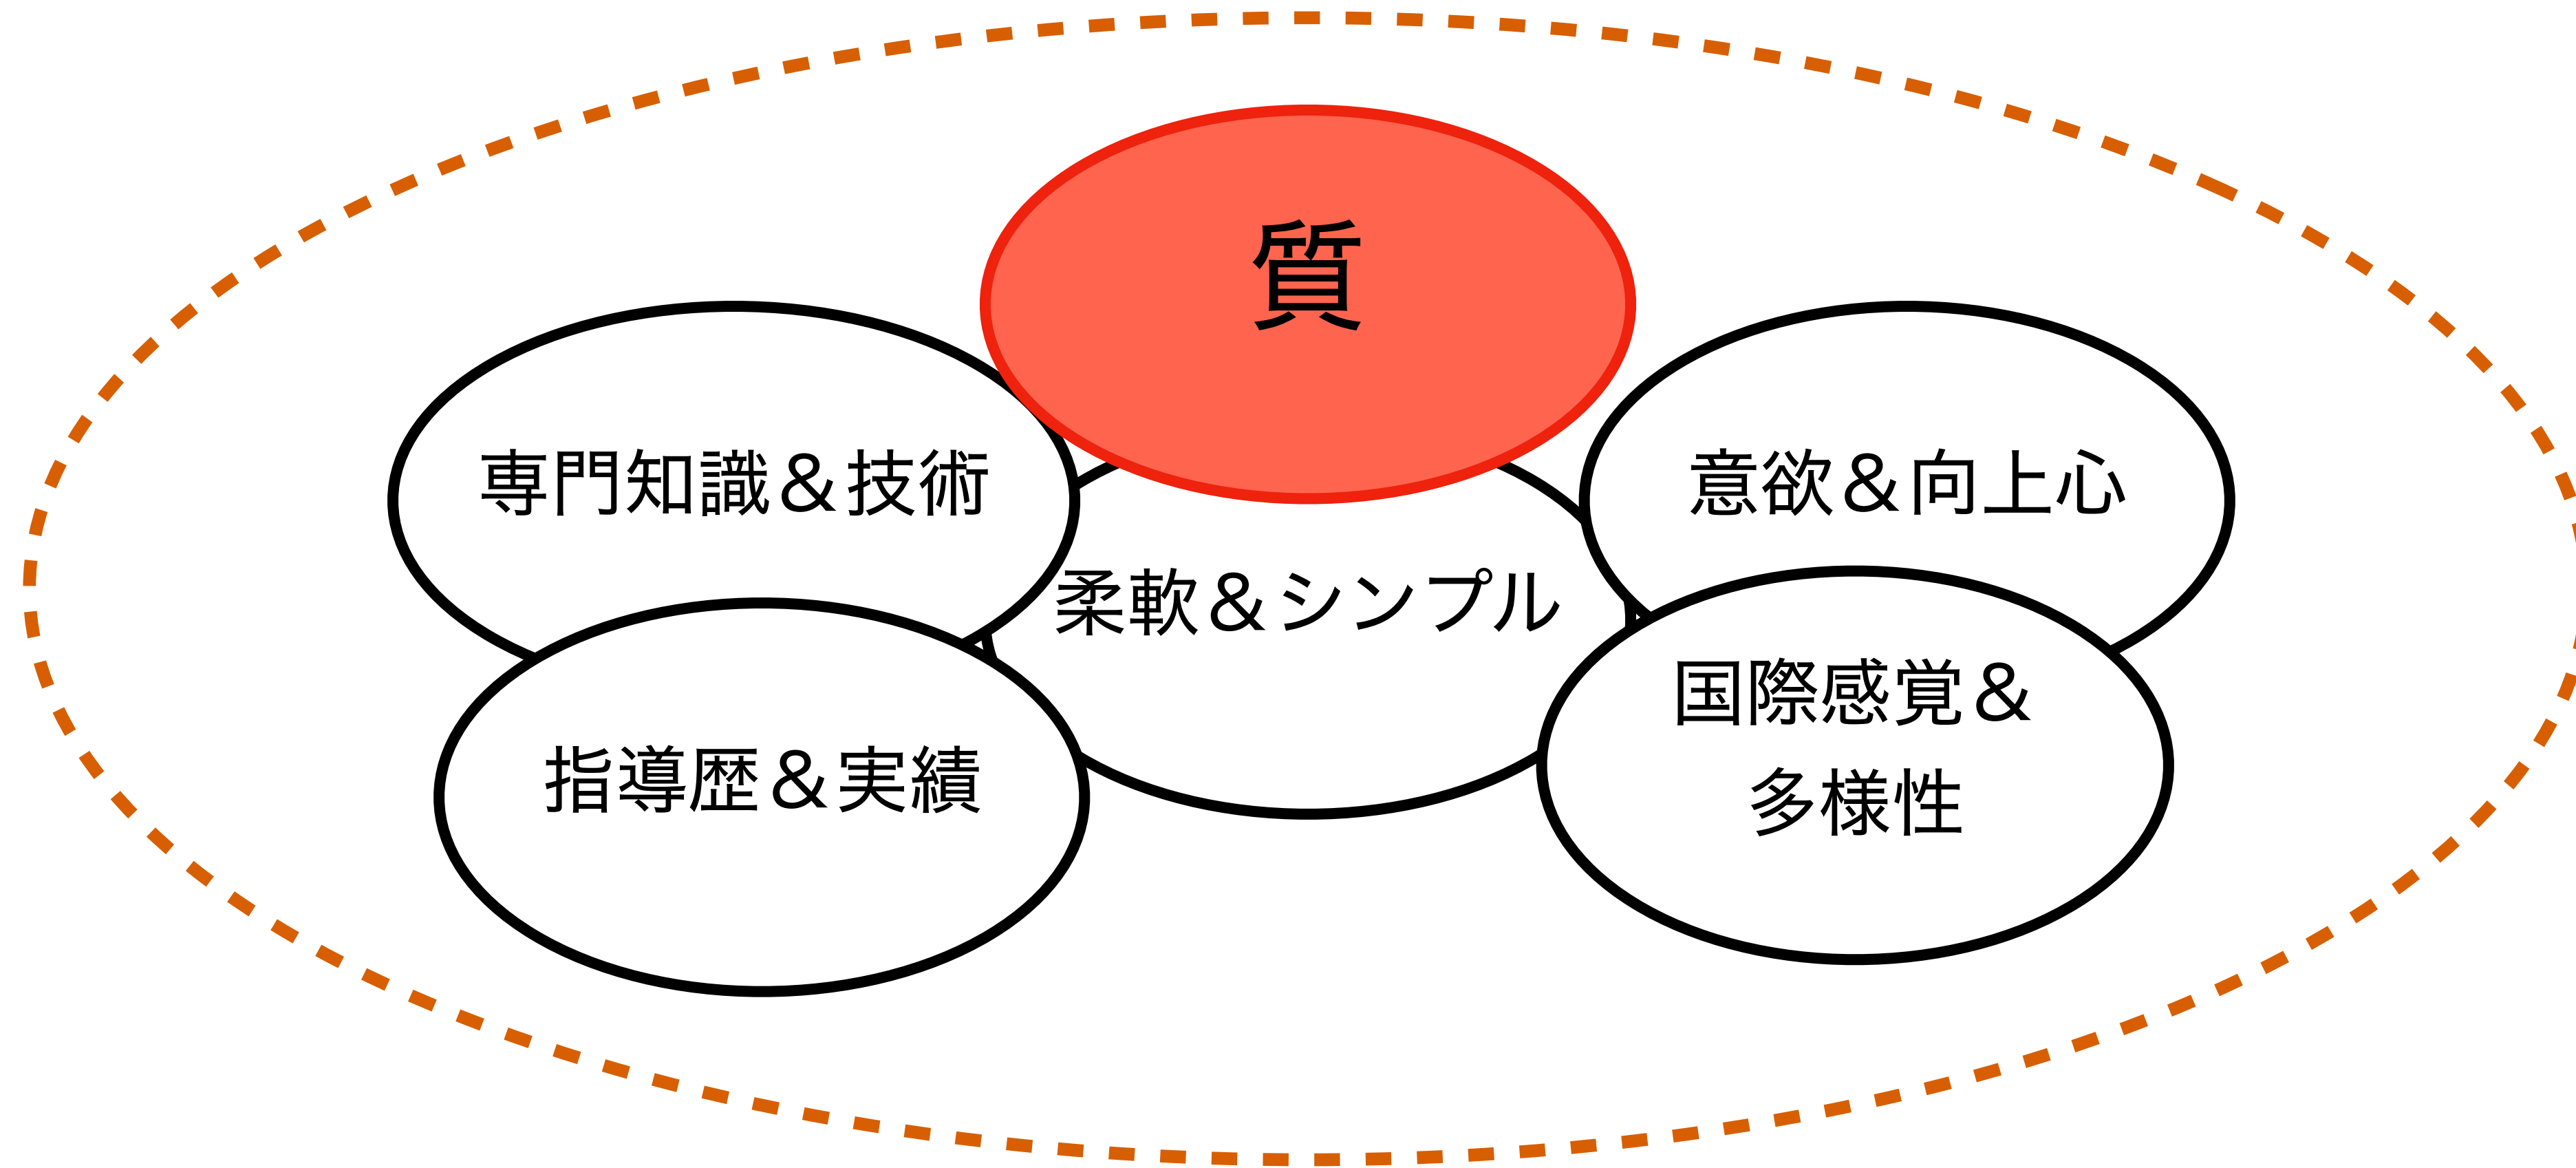 質
専門知識＆技術
意欲＆向上心
柔軟＆シンプル
指導歴＆実績
国際感覚＆
多様性